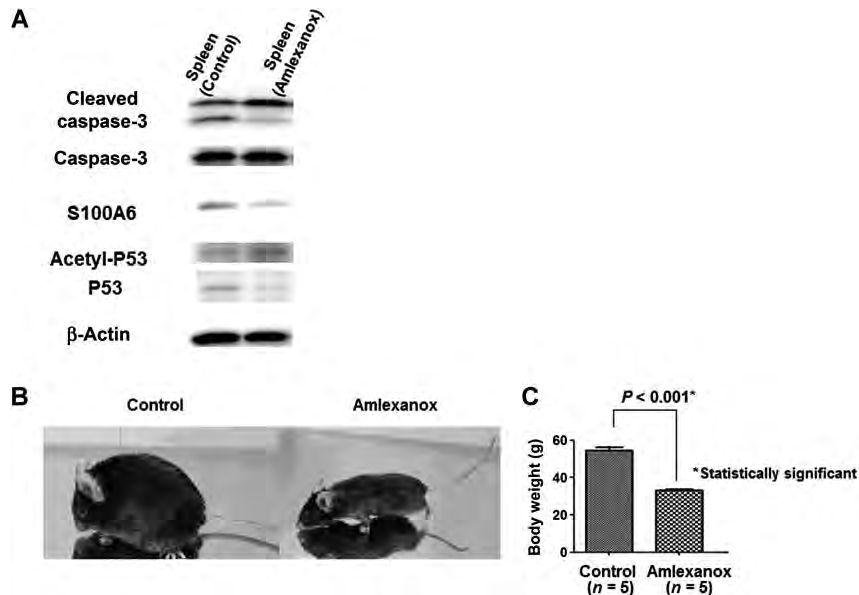 A
Spleen
(Control)
Spleen
(Amlexanox)
Cleaved
caspase-3
Caspase-3
S100A6
Acetyl-P53
P53
β-Actin
B
Control
Amlexanox
C
P < 0.001*
*Statistically significant
Body weight (g)
60
40
20
0
Control
(n = 5)
Amlexanox
(n = 5)